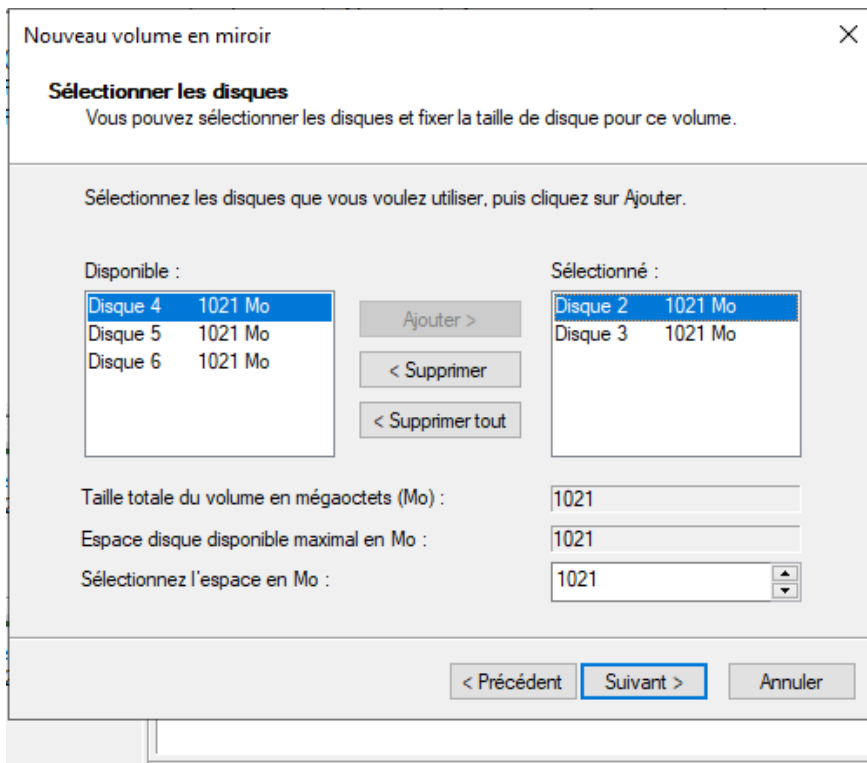 Nouveau volume en miroir
Sélectionner les disques
Vous pouvez sélectionner les disques et fixer la taille de disque pour ce volume.
Sélectionnez les disques que vous voulez utiliser, puis cliquez sur Ajouter.
Disponible :
Sélectionné :
Disque 4 1021 Mo
Disque 5 1021 Mo
Disque 6 1021 Mo
Ajouter >
< Supprimer
< Supprimer tout
Disque 2 1021 Mo
Disque 3 1021 Mo
Taille totale du volume en mégaoctets (Mo) : 1021
Espace disque disponible maximal en Mo : 1021
Sélectionnez l'espace en Mo : 1021
< Précédent Suivant > Annuler